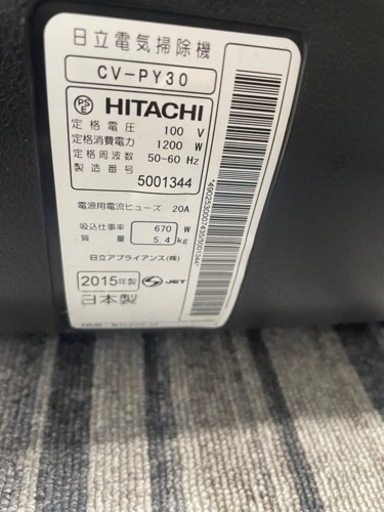 日立電気掃除機
CV-PY30
PS E HITACHI
定格電圧 100 V
定格消費電力 1200 W
定格周波数 50-60 Hz
製造番号
5001344
電源用電流ヒューズ 20A
吸込仕事率 670 W
質量 5.4 kg
日立アプライアンス(株)
2015年製 S JET
日本製